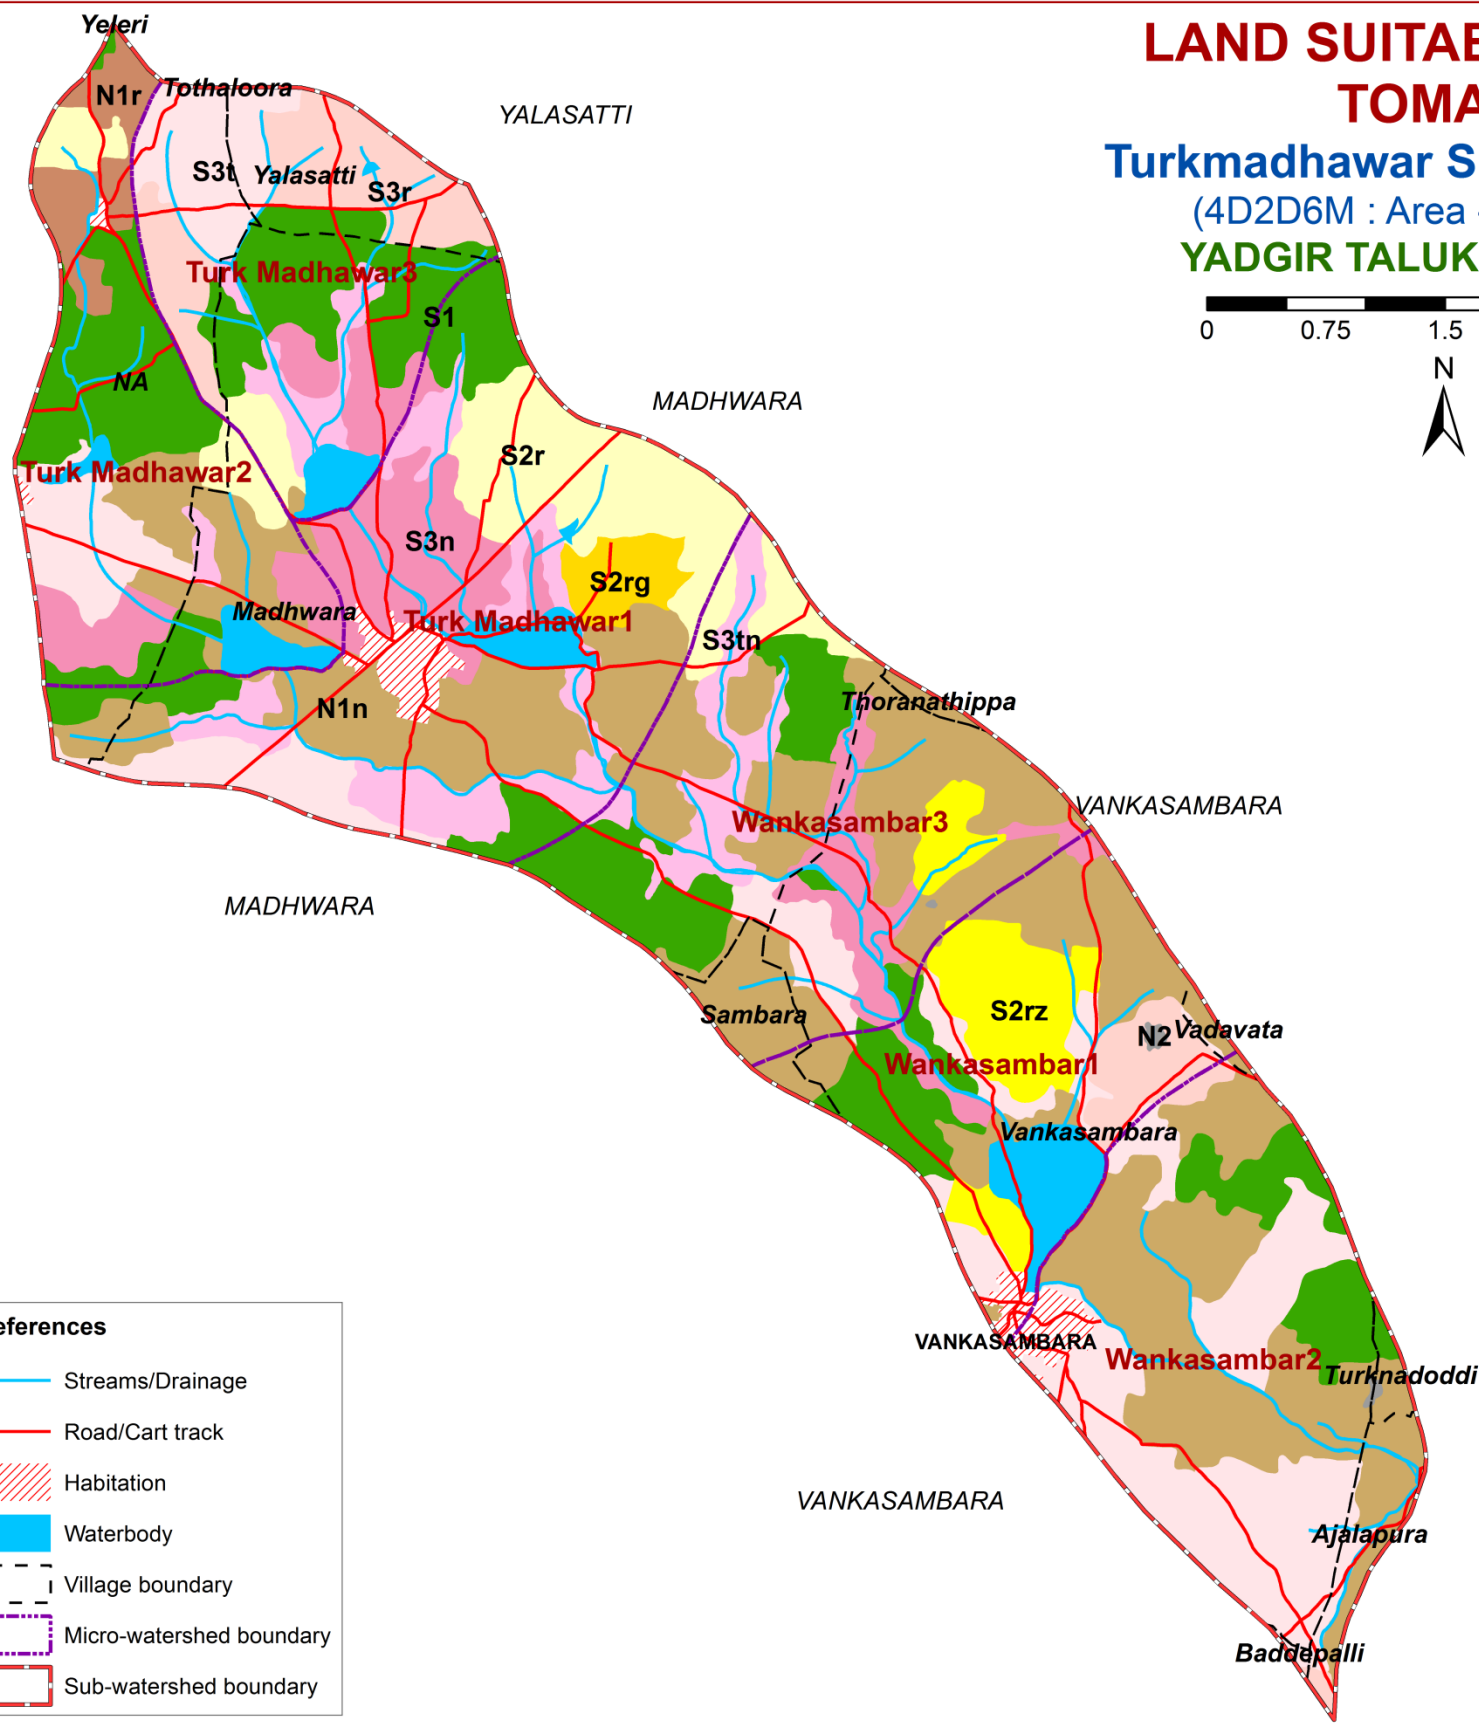 LAND SUITAB
TOMA
Turkmadhawar S
(4D2D6M : Area
YADGIR TALUK
0 0.75 1.5
N
Yeleri
N1r
Tothaloora
YALASATTI
S3t
Yalasatti
S3r
Turk Madhawar3
S1
NA
MADHWARA
S2r
Turk Madhawar2
S3n
S2rg
Madhwara
Turk Madhawar1
S3tn
N1n
Thoranathippa
VANKASAMBARA
Wankasambar3
MADHWARA
Sambara
S2rz
N2
Vadavata
Wankasambar1
Vankasambara
VANKASAMBARA
Wankasambar2
Turknadoddi
VANKASAMBARA
Ajalapura
Baddepalli
eferences
Streams/Drainage
Road/Cart track
Habitation
Waterbody
Village boundary
Micro-watershed boundary
Sub-watershed boundary